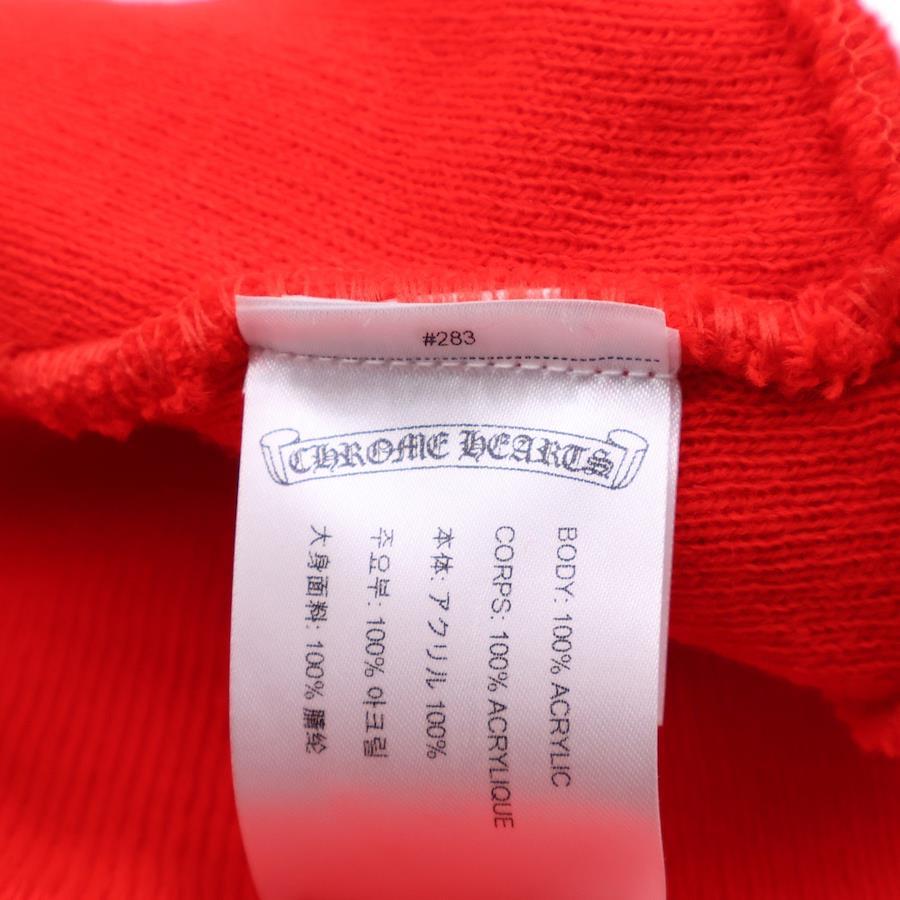 #283
CHROME HEARTS
BODY: 100% ACRYLIC
CORPS: 100% ACRYLIQUE
本体: アクリル 100%
주요부: 100% 아크릴
大身面料: 100% 腈纶